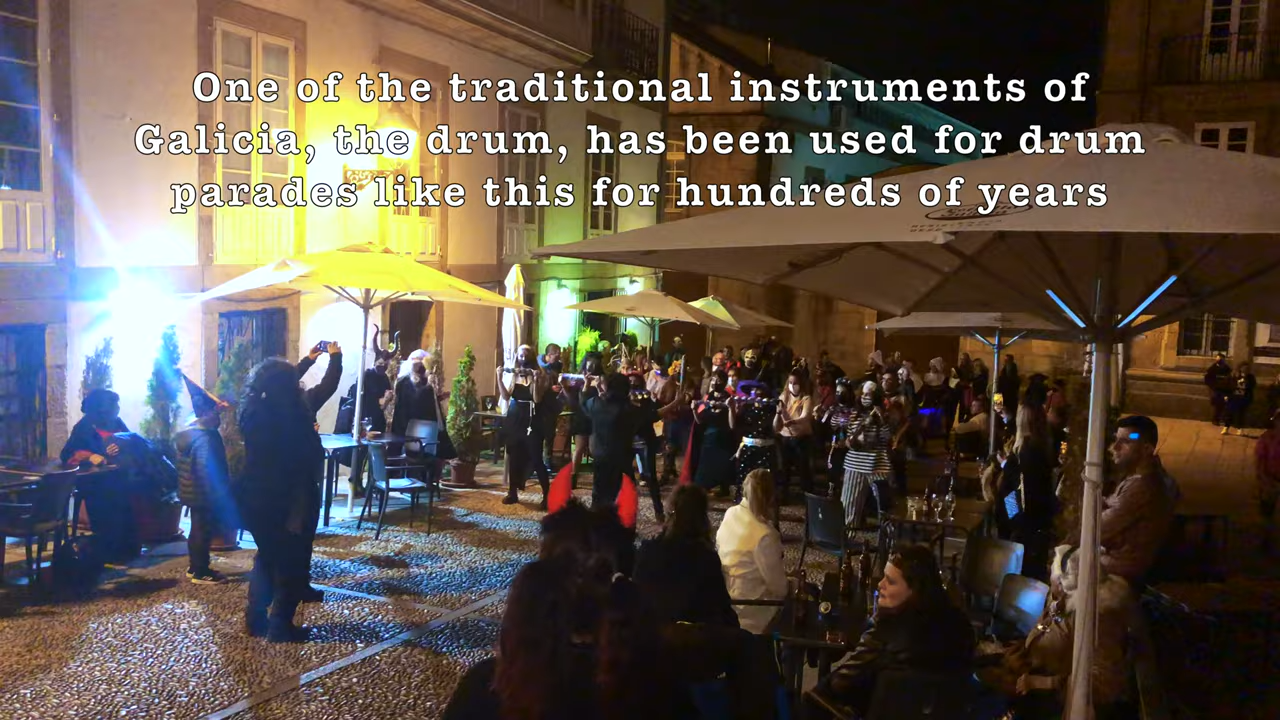 One of the traditional instruments of
Galicia, the drum, has been used for drum
parades like this for hundreds of years